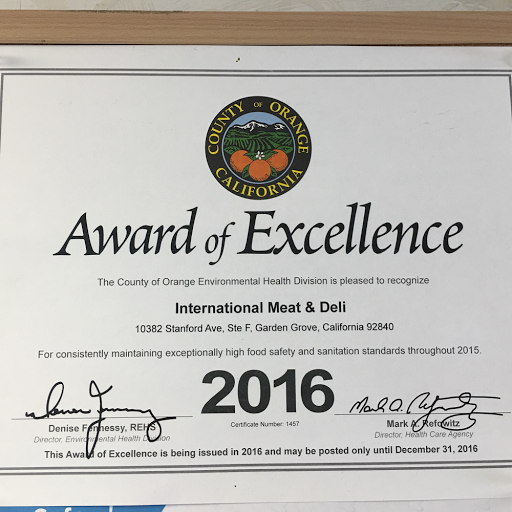 COUNTY OF ORANGE
CALIFORNIA
Award of Excellence
The County of Orange Environmental Health Division is pleased to recognize
International Meat & Deli
10382 Stanford Ave, Ste F, Garden Grove, California 92840
For consistently maintaining exceptionally high food safety and sanitation standards throughout 2015.
2016
Certificate Number: 1457
Denise Fennessy, REHS
Director, Environmental Health Division
Mark A. Refowitz
Director, Health Care Agency
This Award of Excellence is being issued in 2016 and may be posted only until December 31, 2016